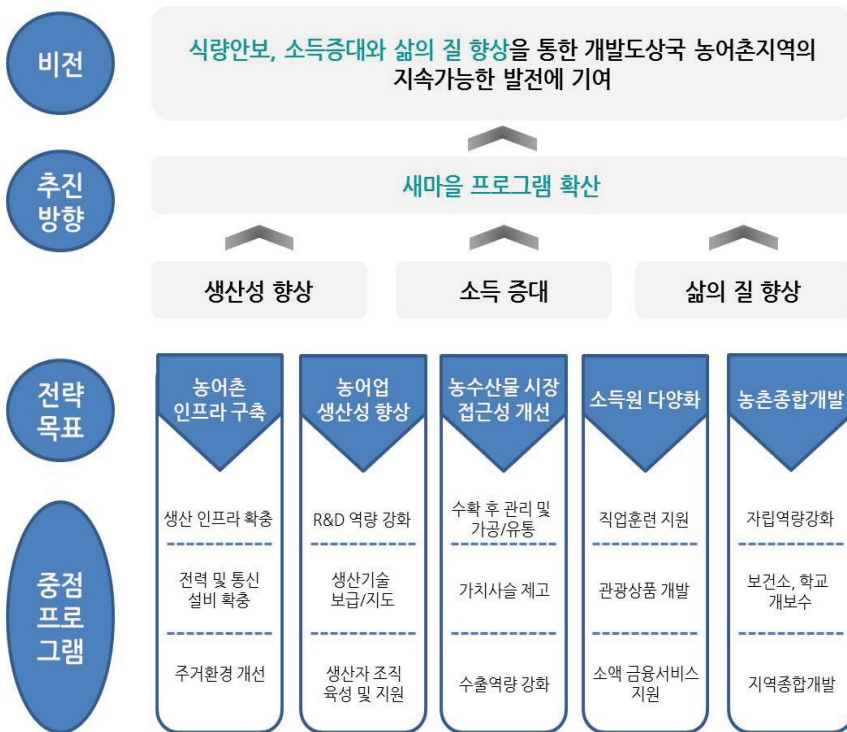 비전
식량안보, 소득증대와 삶의 질 향상을 통한 개발도상국 농어촌지역의
지속가능한 발전에 기여
추진
방향
새마을 프로그램 확산
생산성 향상
소득 증대
삶의 질 향상
전략
목표
농어촌
인프라 구축
농어업
생산성 향상
농수산물 시장
접근성 개선
소득원 다양화
농촌종합개발
중점
프로
그램
생산 인프라 확충
R&D 역량 강화
수확 후 관리 및
가공/유통
직업훈련 지원
자립역량강화
전력 및 통신
설비 확충
생산기술
보급/지도
가치사슬 제고
관광상품 개발
보건소, 학교
개보수
주거환경 개선
생산자 조직
육성 및 지원
수출역량 강화
소액 금융서비스
지원
지역종합개발